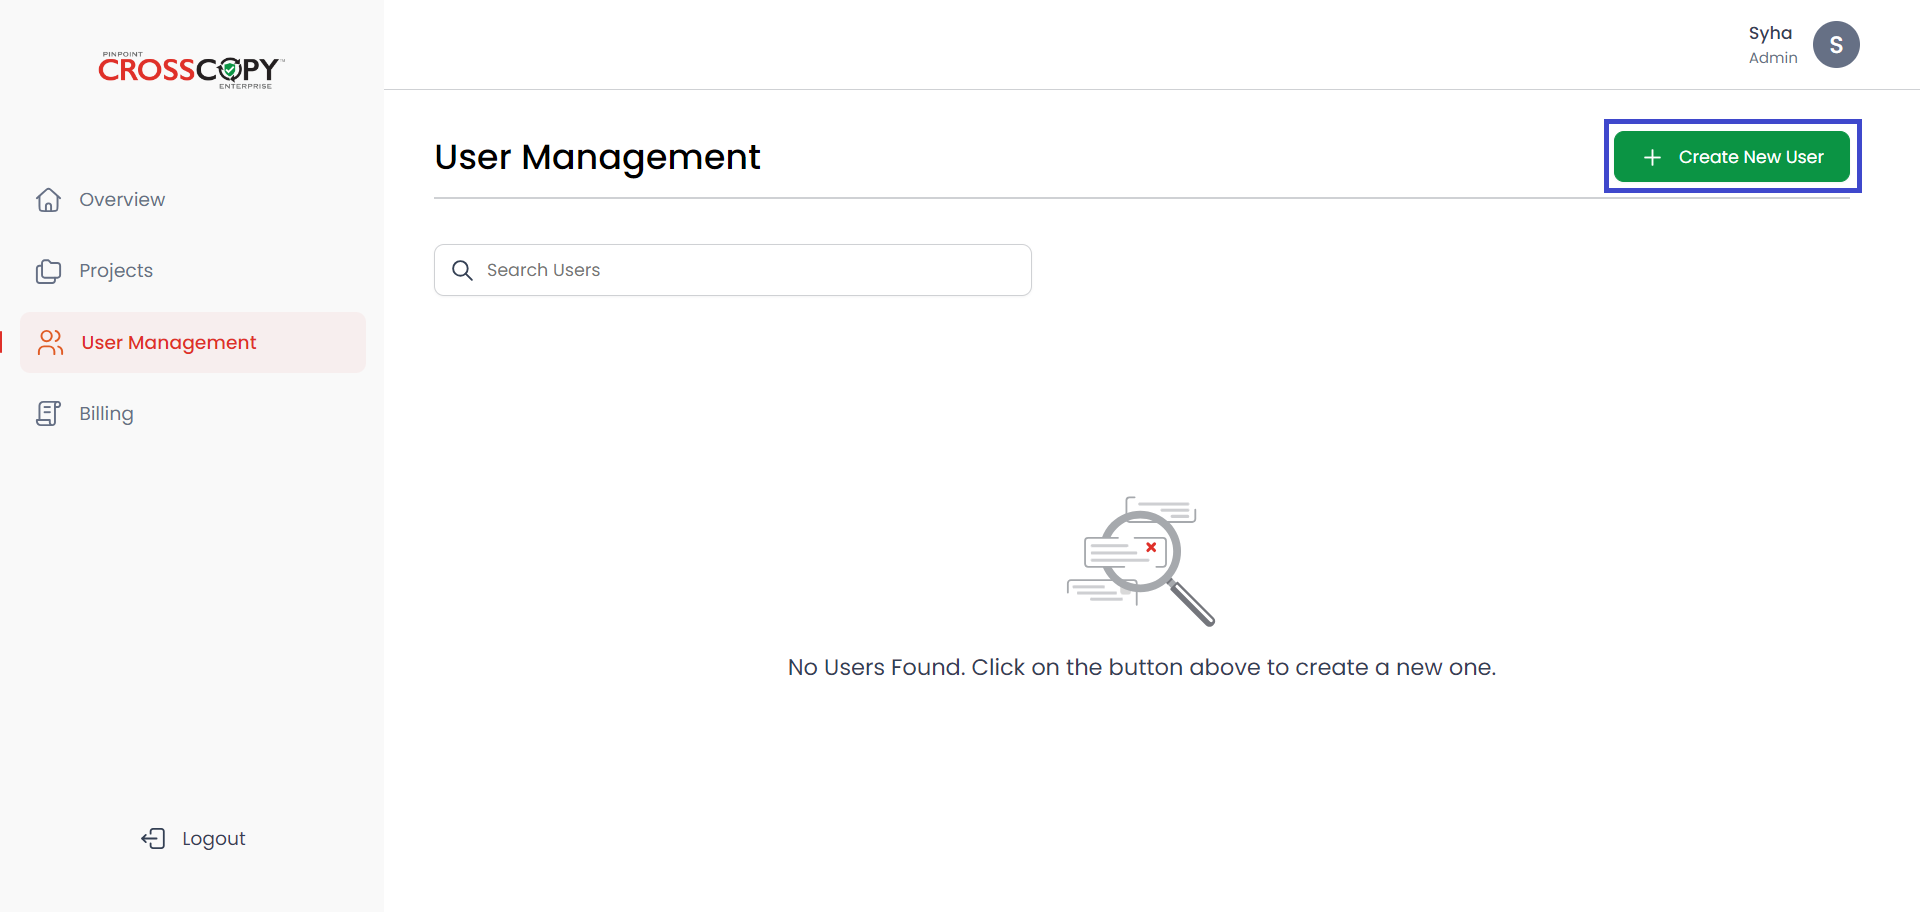 PINPOINT
CROSSCOPY™
ENTERPRISE
Syha
Admin
S
Overview
Projects
User Management
Billing
Logout
User Management
Create New User
Search Users
No Users Found. Click on the button above to create a new one.